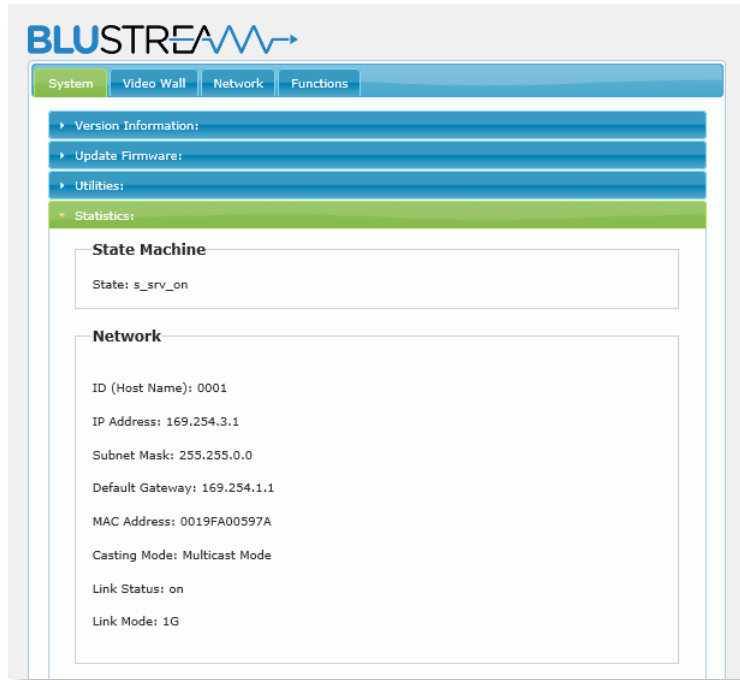 BLUSTREAM
System Video Wall Network Functions
Version Information:
Update Firmware:
Utilities:
Statistics:
State Machine
State: s_srv_on
Network
ID (Host Name): 0001
IP Address: 169.254.3.1
Subnet Mask: 255.255.0.0
Default Gateway: 169.254.1.1
MAC Address: 0019FA00597A
Casting Mode: Multicast Mode
Link Status: on
Link Mode: 1G